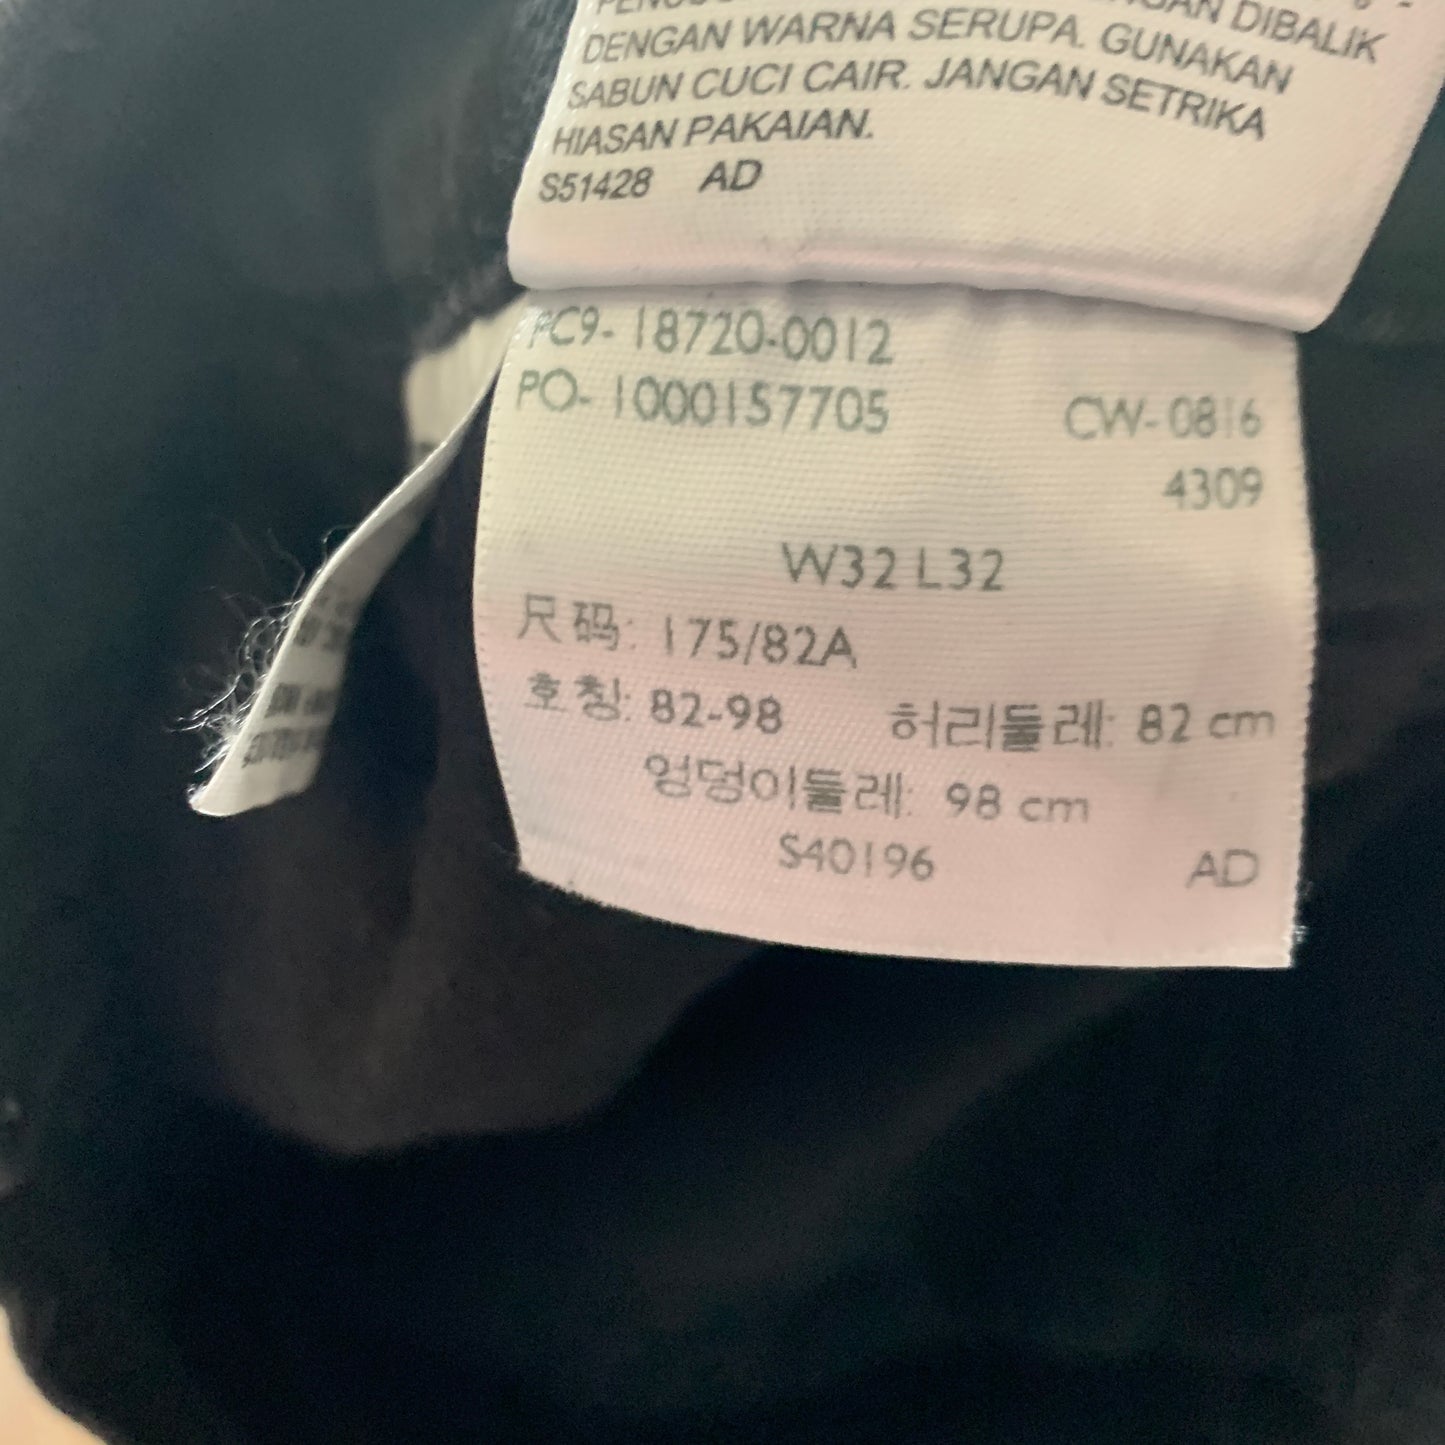 DIBALIK
DENGAN WARNA SERUPA. GUNAKAN
SABUN CUCI CAIR. JANGAN SETRIKA
HIASAN PAKAIAN.
S51428 AD
PC9-18720-0012
PO-1000157705 CW-0816
4309
W32 L32
尺码: 175/82A
호칭: 82-98 허리둘레: 82 cm
엉덩이둘레: 98 cm
S40196 AD